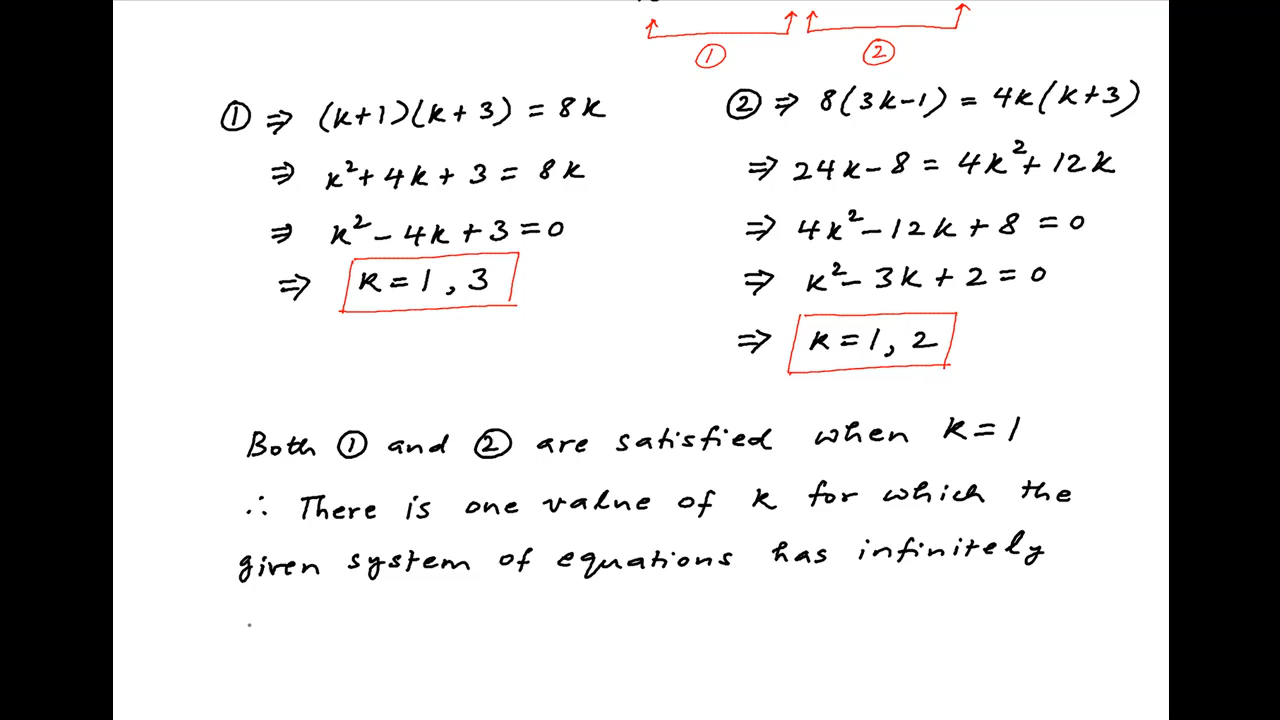 ① ②
① ⇒ (k+1)(k+3) = 8k
⇒ k²+4k+3 = 8k
⇒ k²-4k+3=0
⇒ k=1, 3
② ⇒ 8(3k-1) = 4k(k+3)
⇒ 24k-8 = 4k²+12k
⇒ 4k²-12k+8 = 0
⇒ k²-3k+2=0
⇒ k=1, 2
Both ① and ② are satisfied when k=1
∴ There is one value of k for which the
given system of equations has infinitely